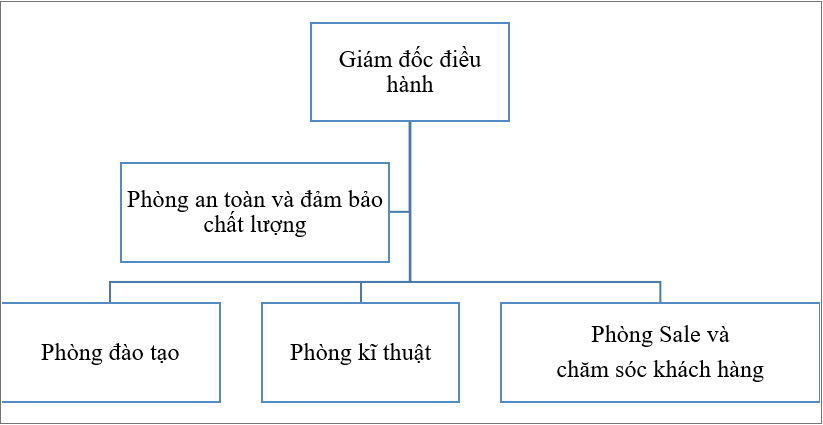 Giám đốc điều
hành
Phòng an toàn và đảm bảo
chất lượng
Phòng đào tạo
Phòng kĩ thuật
Phòng Sale và
chăm sóc khách hàng